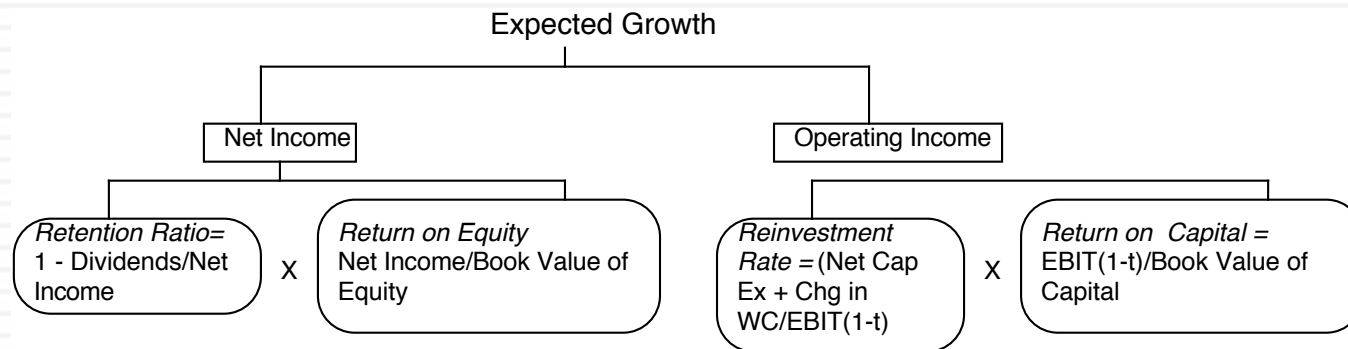 Expected Growth
Net Income
Operating Income
Retention Ratio=
1 - Dividends/Net
Income
X
Return on Equity
Net Income/Book Value of
Equity
Reinvestment
Rate = (Net Cap
Ex + Chg in
WC/EBIT(1-t)
X
Return on  Capital =
EBIT(1-t)/Book Value of
Capital